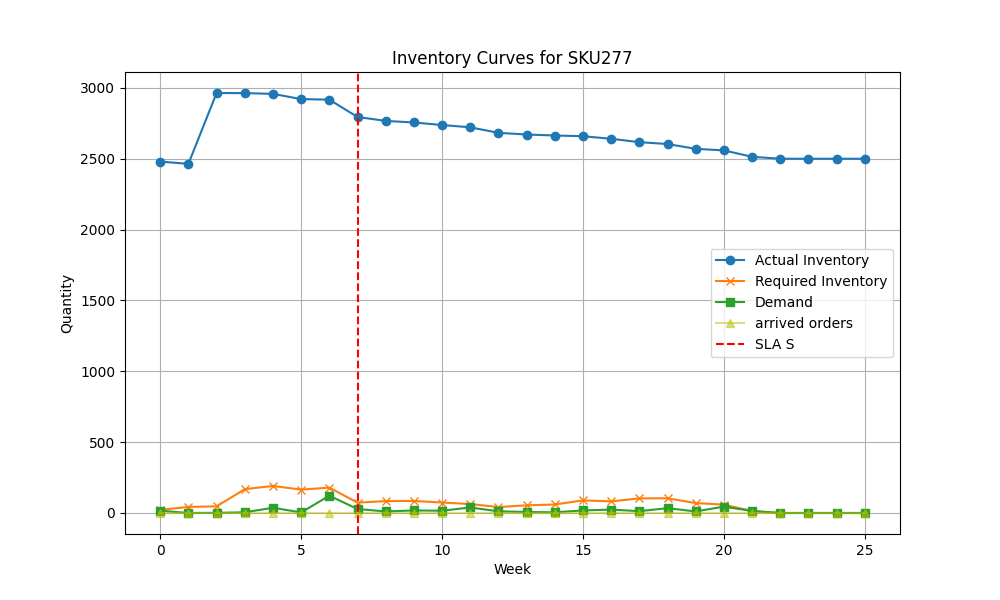 Inventory Curves for SKU277
3000
2500
2000
1500
1000
500
0
Quantity
Actual Inventory
Required Inventory
Demand
arrived orders
SLA S
0 5 10 15 20 25
Week